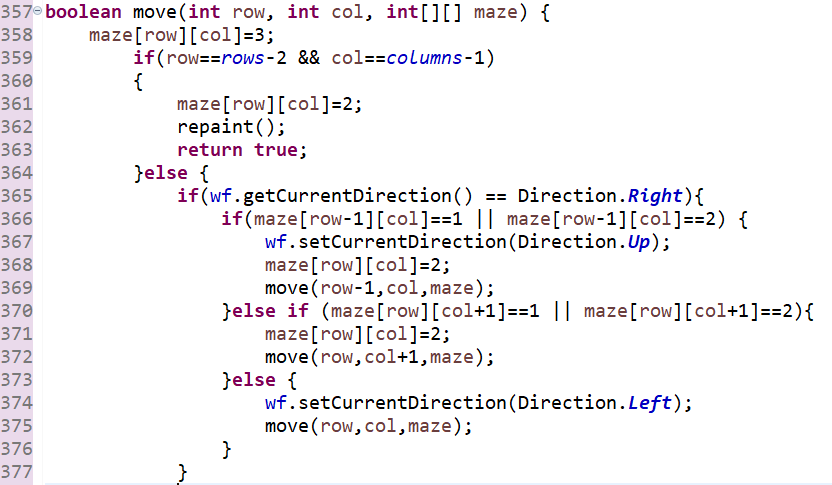 357 boolean move(int row, int col, int[][] maze) {
358 maze[row][col]=3;
359 if(row==rows-2 && col==columns-1)
360 {
361 maze[row][col]=2;
362 repaint();
363 return true;
364 }else {
365 if(wf.getCurrentDirection() == Direction.Right){
366 if(maze[row-1][col]==1 || maze[row-1][col]==2) {
367 wf.setCurrentDirection(Direction.Up);
368 maze[row][col]=2;
369 move(row-1,col,maze);
370 }else if (maze[row][col+1]==1 || maze[row][col+1]==2){
371 maze[row][col]=2;
372 move(row,col+1,maze);
373 }else {
374 wf.setCurrentDirection(Direction.Left);
375 move(row,col,maze);
376 }
377 }